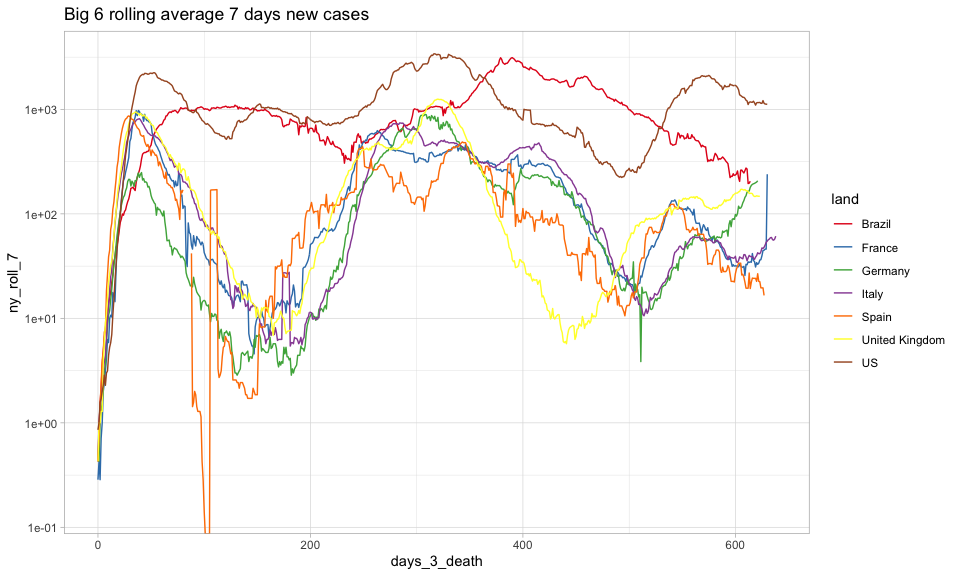 Big 6 rolling average 7 days new cases
ny_roll_7
1e+03
1e+02
1e+01
1e+00
1e-01
0
200
400
600
days_3_death
land
Brazil
France
Germany
Italy
Spain
United Kingdom
US